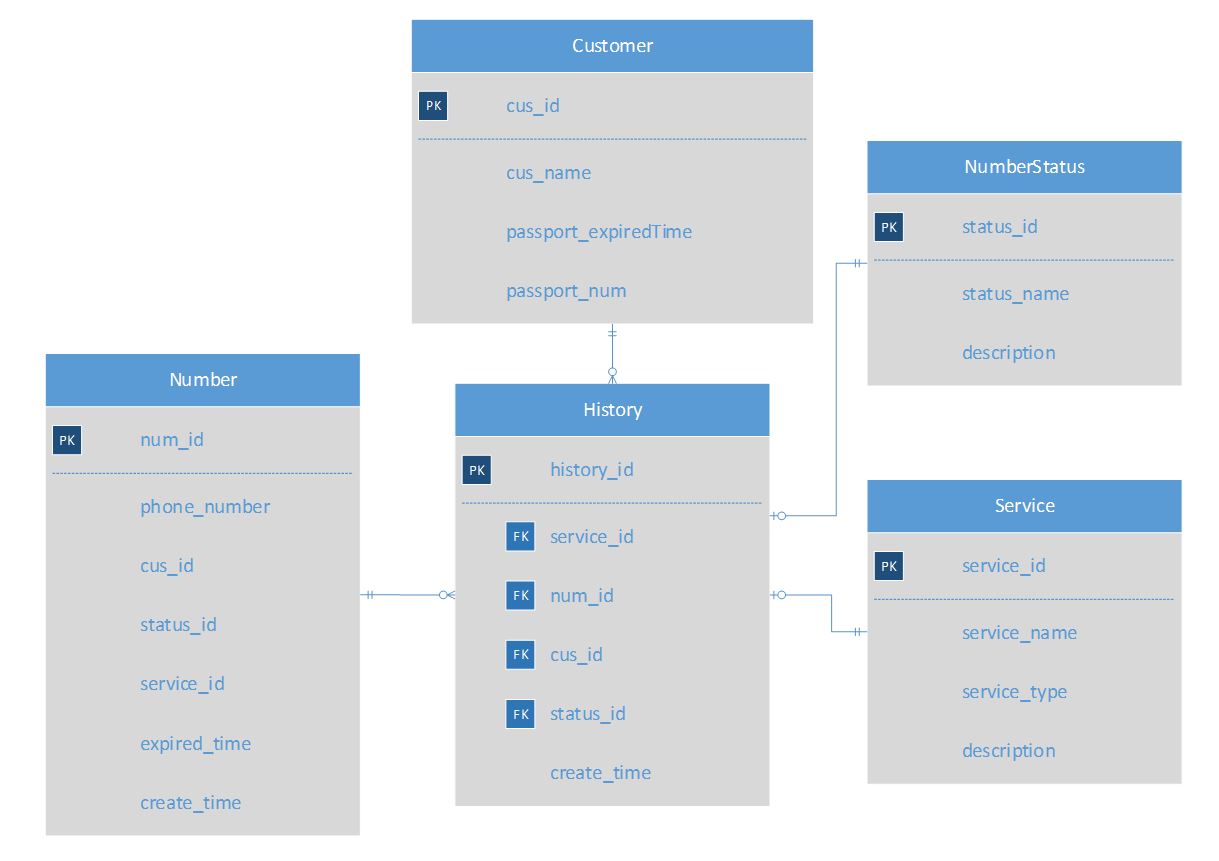 Customer
PK cus_id
cus_name
passport_expiredTime
passport_num
NumberStatus
PK status_id
status_name
description
Number
PK num_id
phone_number
cus_id
status_id
service_id
expired_time
create_time
History
PK history_id
FK service_id
FK num_id
FK cus_id
FK status_id
create_time
Service
PK service_id
service_name
service_type
description